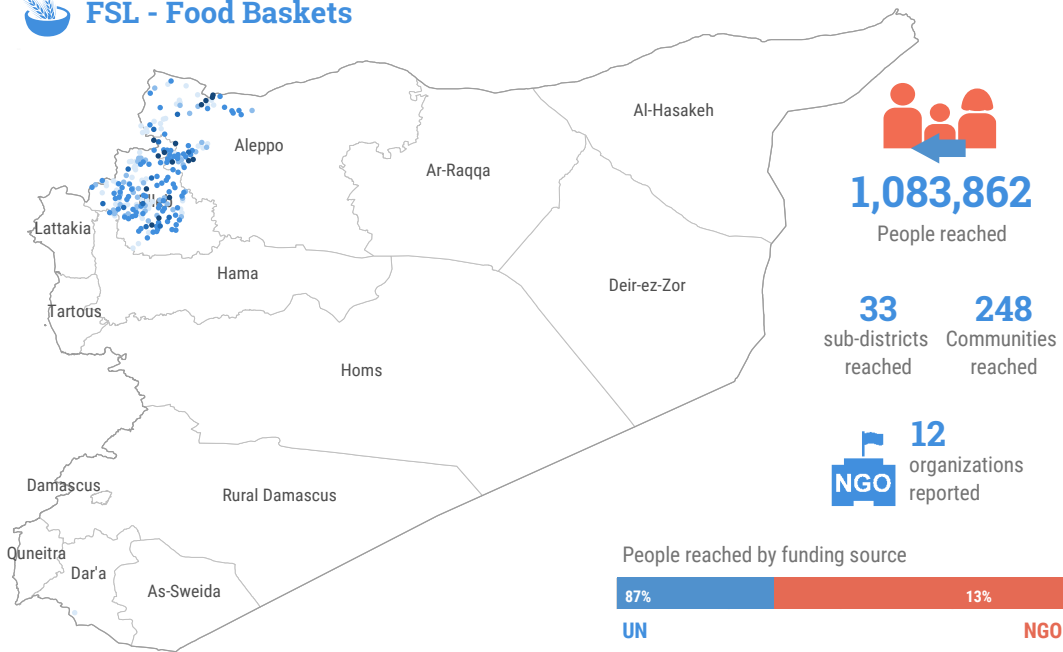 FSL - Food Baskets
Al-Hasakeh
Aleppo
Ar-Raqqa
Lattakia
Hama
Deir-ez-Zor
Tartous
Homs
Damascus
Rural Damascus
Quneitra
Dar'a
As-Sweida
1,083,862
People reached
33
sub-districts
reached
248
Communities
reached
NGO
12
organizations
reported
People reached by funding source
87%
13%
UN
NGO